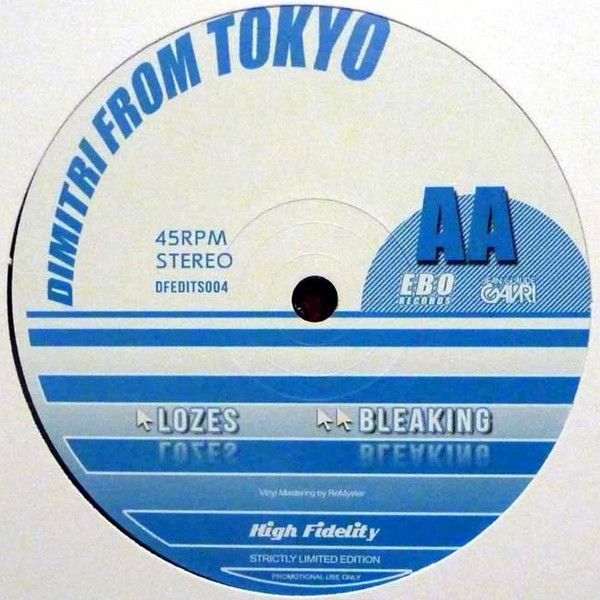 DIMITRI FROM TOKYO
45RPM
STEREO
DFEDITS004
AA
EBO
RECORDS
LOZES
BLEAKING
Vinyl Mastering by ReMyster
High Fidelity
STRICTLY LIMITED EDITION
PROMOTIONAL USE ONLY